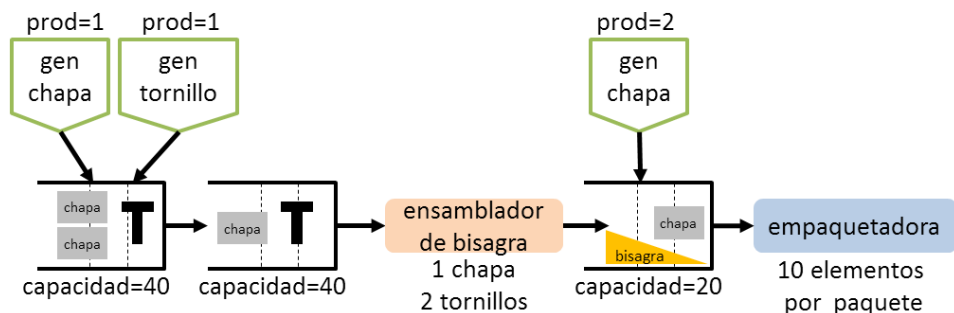 prod=1
prod=1
prod=2
gen
chapa
gen
tornillo
gen
chapa
chapa
chapa
T
capacidad=40
chapa
T
capacidad=40
ensamblador
de bisagra
1 chapa
2 tornillos
chapa
bisagra
capacidad=20
empaquetadora
10 elementos
por paquete